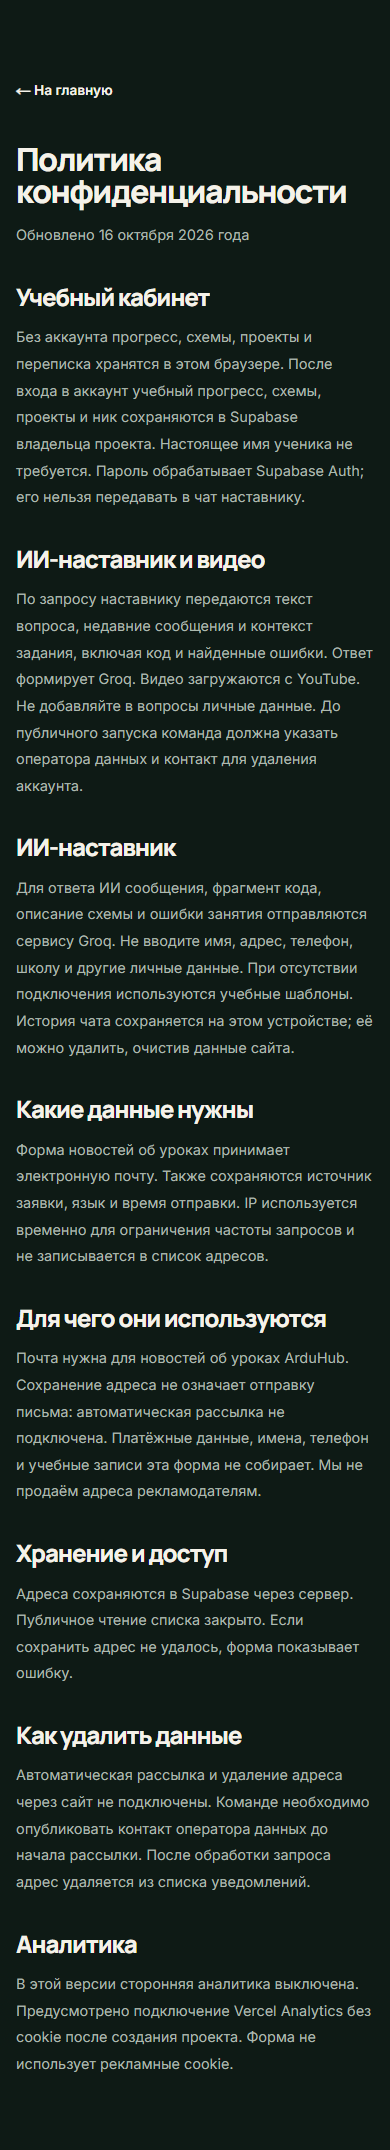 ← На главную
Политика
конфиденциальности
Обновлено 16 октября 2026 года
Учебный кабинет
Без аккаунта прогресс, схемы, проекты и
переписка хранятся в этом браузере. После
входа в аккаунт учебный прогресс, схемы,
проекты и ник сохраняются в Supabase
владельца проекта. Настоящее имя ученика не
требуется. Пароль обрабатывает Supabase Auth;
его нельзя передавать в чат наставнику.
ИИ-наставник и видео
По запросу наставнику передаются текст
вопроса, недавние сообщения и контекст
задания, включая код и найденные ошибки. Ответ
формирует Groq. Видео загружаются с YouTube.
Не добавляйте в вопросы личные данные. До
публичного запуска команда должна указать
оператора данных и контакт для удаления
аккаунта.
ИИ-наставник
Для ответа ИИ сообщения, фрагмент кода,
описание схемы и ошибки занятия отправляются
сервису Groq. Не вводите имя, адрес, телефон,
школу и другие личные данные. При отсутствии
подключения используются учебные шаблоны.
История чата сохраняется на этом устройстве; её
можно удалить, очистив данные сайта.
Какие данные нужны
Форма новостей об уроках принимает
электронную почту. Также сохраняются источник
заявки, язык и время отправки. IP используется
временно для ограничения частоты запросов и
не записывается в список адресов.
Для чего они используются
Почта нужна для новостей об уроках ArduHub.
Сохранение адреса не означает отправку
письма: автоматическая рассылка не
подключена. Платёжные данные, имена, телефон
и учебные записи эта форма не собирает. Мы не
продаём адреса рекламодателям.
Хранение и доступ
Адреса сохраняются в Supabase через сервер.
Публичное чтение списка закрыто. Если
сохранить адрес не удалось, форма показывает
ошибку.
Как удалить данные
Автоматическая рассылка и удаление адреса
через сайт не подключены. Команде необходимо
опубликовать контакт оператора данных до
начала рассылки. После обработки запроса
адрес удаляется из списка уведомлений.
Аналитика
В этой версии сторонняя аналитика выключена.
Предусмотрено подключение Vercel Analytics без
cookie после создания проекта. Форма не
использует рекламные cookie.